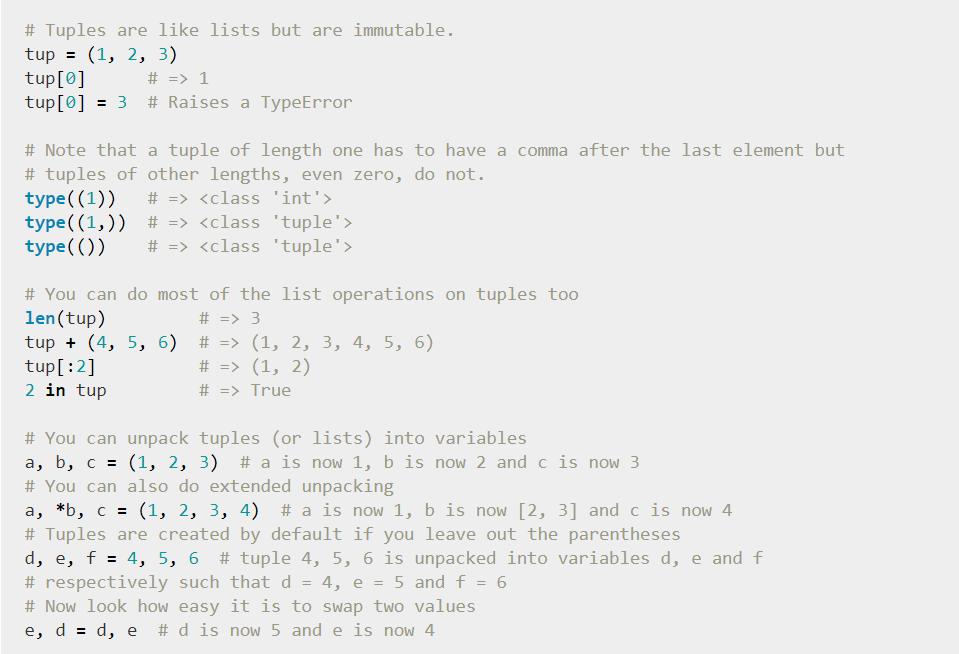 # Tuples are like lists but are immutable.
tup = (1, 2, 3)
tup[0]      # => 1
tup[0] = 3  # Raises a TypeError

# Note that a tuple of length one has to have a comma after the last element but
# tuples of other lengths, even zero, do not.
type((1))   # => <class 'int'>
type((1,))  # => <class 'tuple'>
type(())    # => <class 'tuple'>

# You can do most of the list operations on tuples too
len(tup)         # => 3
tup + (4, 5, 6)  # => (1, 2, 3, 4, 5, 6)
tup[:2]          # => (1, 2)
2 in tup         # => True

# You can unpack tuples (or lists) into variables
a, b, c = (1, 2, 3)  # a is now 1, b is now 2 and c is now 3
# You can also do extended unpacking
a, *b, c = (1, 2, 3, 4)  # a is now 1, b is now [2, 3] and c is now 4
# Tuples are created by default if you leave out the parentheses
d, e, f = 4, 5, 6  # tuple 4, 5, 6 is unpacked into variables d, e and f
# respectively such that d = 4, e = 5 and f = 6
# Now look how easy it is to swap two values
e, d = d, e  # d is now 5 and e is now 4